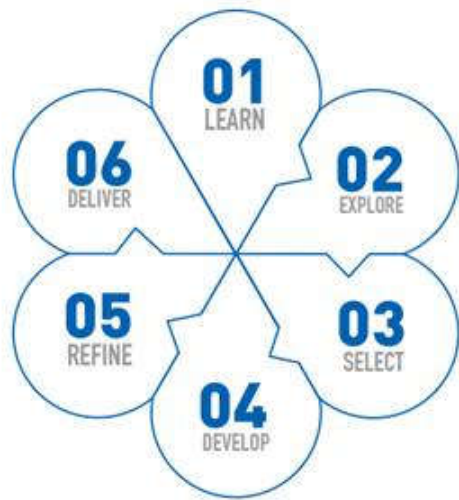 01
LEARN
02
EXPLORE
03
SELECT
04
DEVELOP
05
REFINE
06
DELIVER